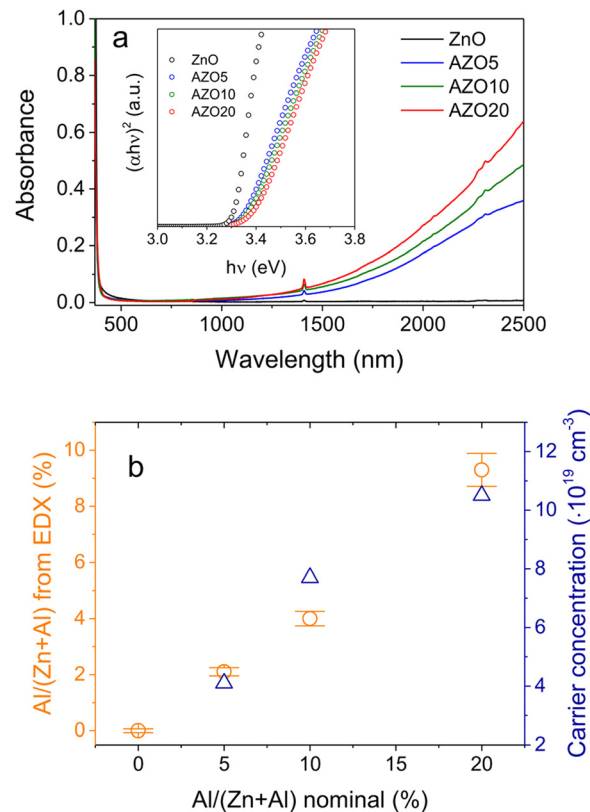 a
ZnO
AZO5
AZO10
AZO20
ZnO
AZO5
AZO10
AZO20
(αhν)² (a.u.)
3.0 3.2 3.4 3.6 3.8
hν (eV)
Absorbance
1.0
0.8
0.6
0.4
0.2
0.0
500 1000 1500 2000 2500
Wavelength (nm)
b
Al/(Zn+Al) from EDX (%)
10
8
6
4
2
0
Carrier concentration (·10¹⁹ cm⁻³)
12
10
8
6
4
2
0 5 10 20
Al/(Zn+Al) nominal (%)